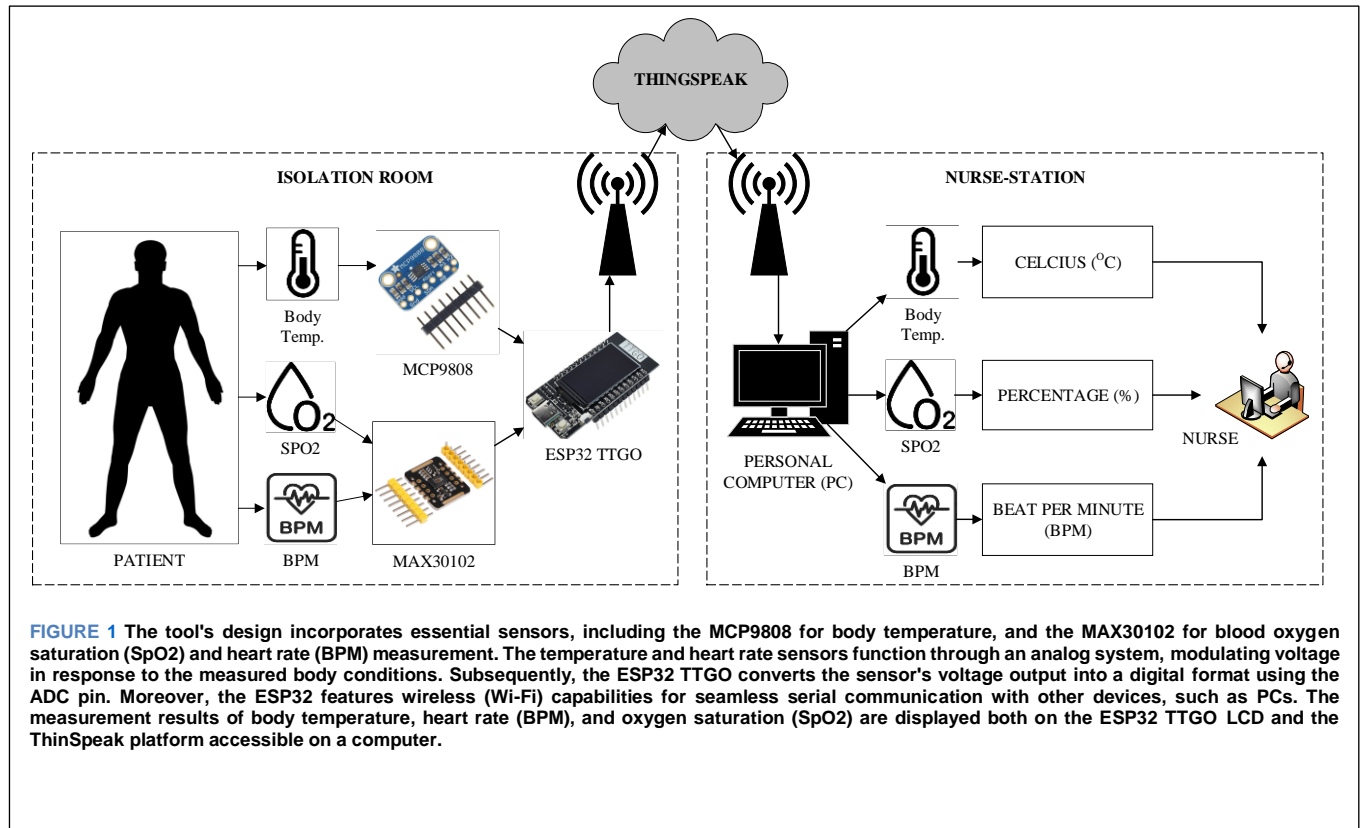 THINGSPEAK
ISOLATION ROOM
Body
Temp.
MCP9808
MCP9808
SPO2
O2
BPM
BPM
MAX30102
ESP32 TTGO
PATIENT
NURSE-STATION
Body
Temp.
CELCIUS (OC)
O2
SPO2
PERCENTAGE (%)
PERSONAL
COMPUTER (PC)
BPM
BPM
BEAT PER MINUTE
(BPM)
NURSE
FIGURE 1 The tool's design incorporates essential sensors, including the MCP9808 for body temperature, and the MAX30102 for blood oxygen
saturation (SpO2) and heart rate (BPM) measurement. The temperature and heart rate sensors function through an analog system, modulating voltage
in response to the measured body conditions. Subsequently, the ESP32 TTGO converts the sensor's voltage output into a digital format using the
ADC pin. Moreover, the ESP32 features wireless (Wi-Fi) capabilities for seamless serial communication with other devices, such as PCs. The
measurement results of body temperature, heart rate (BPM), and oxygen saturation (SpO2) are displayed both on the ESP32 TTGO LCD and the
ThinSpeak platform accessible on a computer.